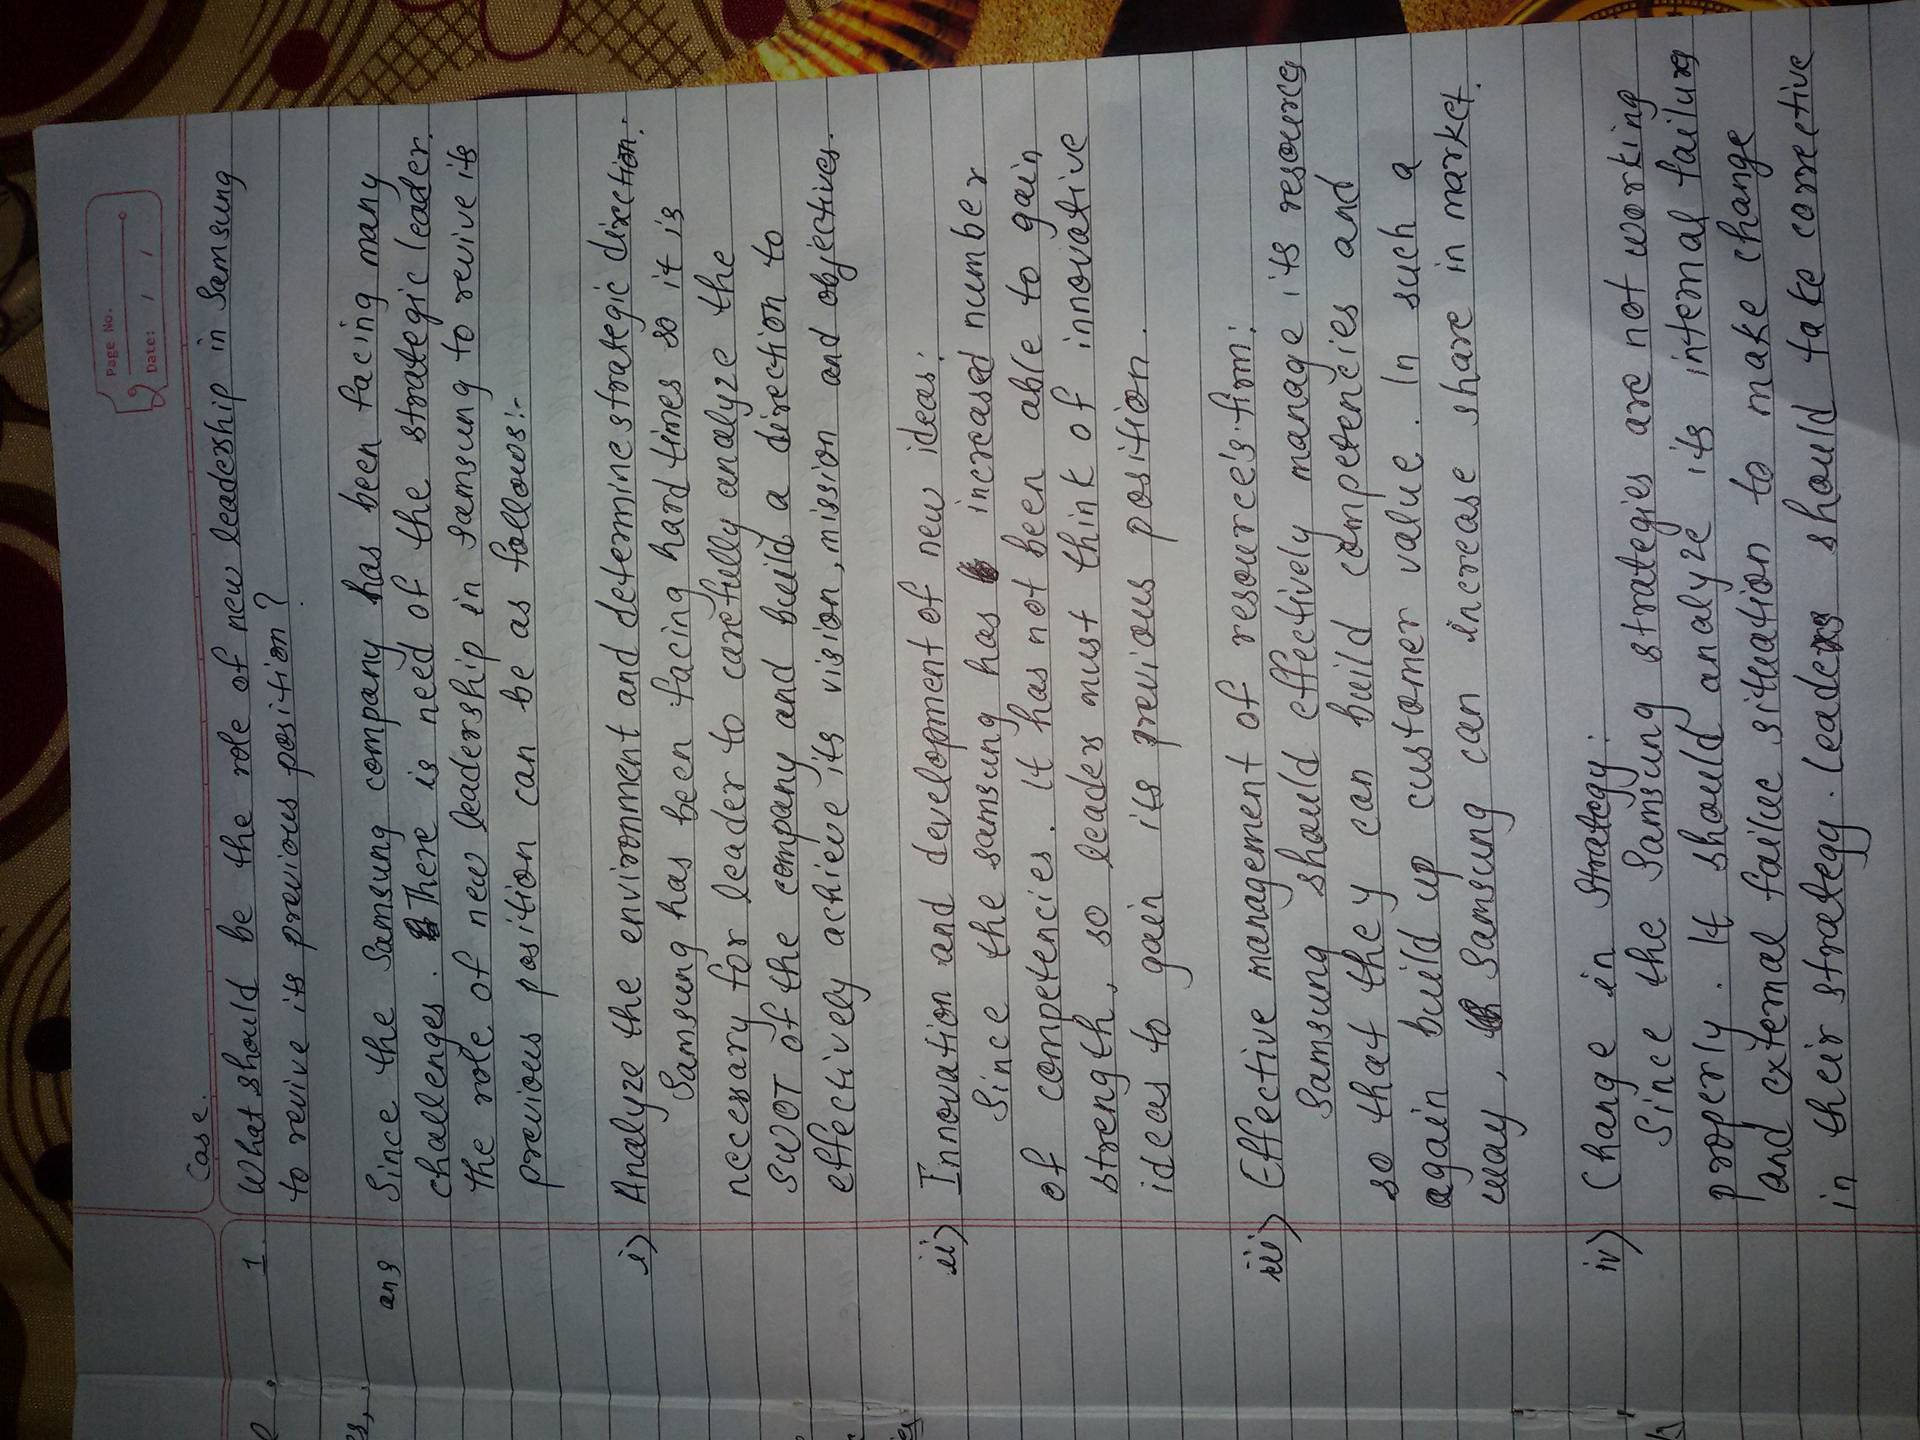 Page No.
Date: / /
Case.
1. What should be the role of new leadership in Samsung
to revive its previous position?
ans Since the Samsung company has been facing many
challenges. There is need of the strategic leader.
the role of new leadership in Samsung to revive its
previous position can be as follows:-
i) Analyze the environment and determine strategic direction:
Samsung has been facing hard times so it is
necessary for leader to carefully analyze the
SWOT of the company and build a direction to
effectively achieve its vision, mission and objectives.
ii) Innovation and development of new ideas:
Since the samsung has increased number
of competencies. It has not been able to gain
strength, so leaders must think of innovative
ideas to gain its previous position.
iii) Effective management of resource's firm:
Samsung should effectively manage its resources
so that they can build competencies and
again build up customer value. In such a
way, Samsung can increase share in market.
iv) Change in Strategy:
Since the Samsung strategies are not working
properly. It should analyze its internal failures
and external failue situation to make change
in their strategy. Leaders should take corrective